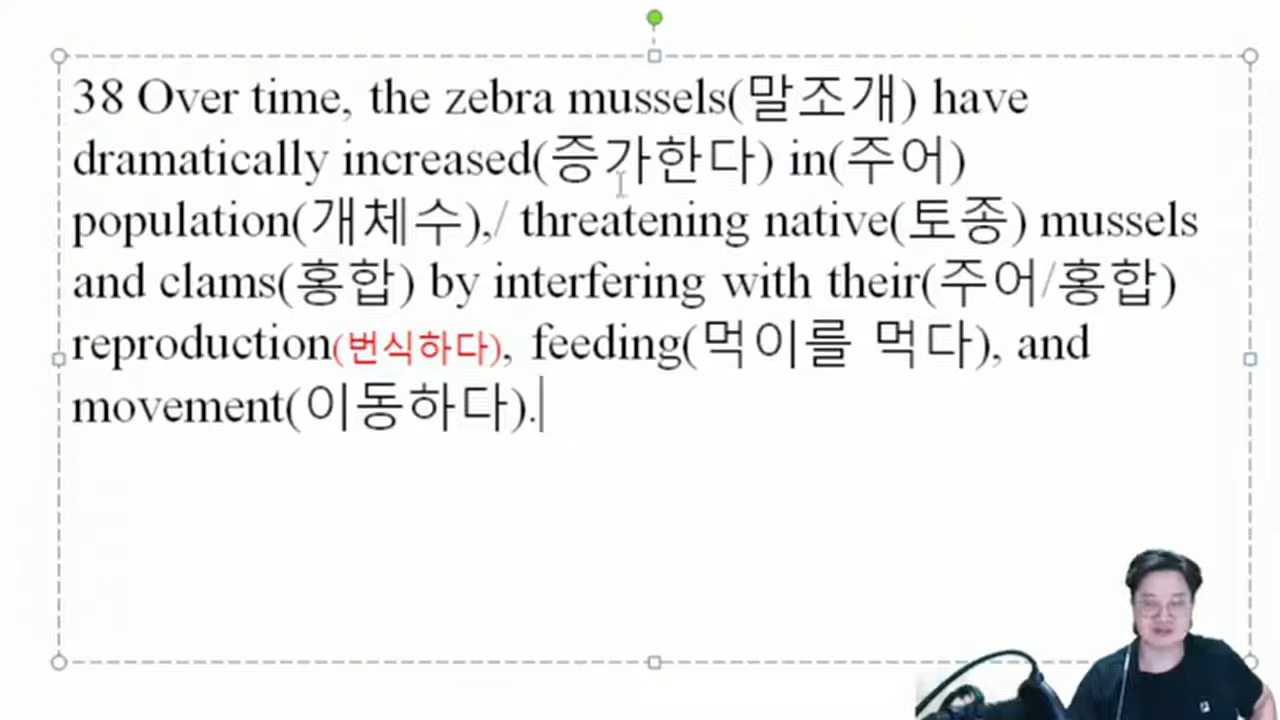 38 Over time, the zebra mussels(말조개) have
dramatically increased(증가한다) in(주어)
population(개체수),/ threatening native(토종) mussels
and clams(홍합) by interfering with their(주어/홍합)
reproduction(번식하다), feeding(먹이를 먹다), and
movement(이동하다).